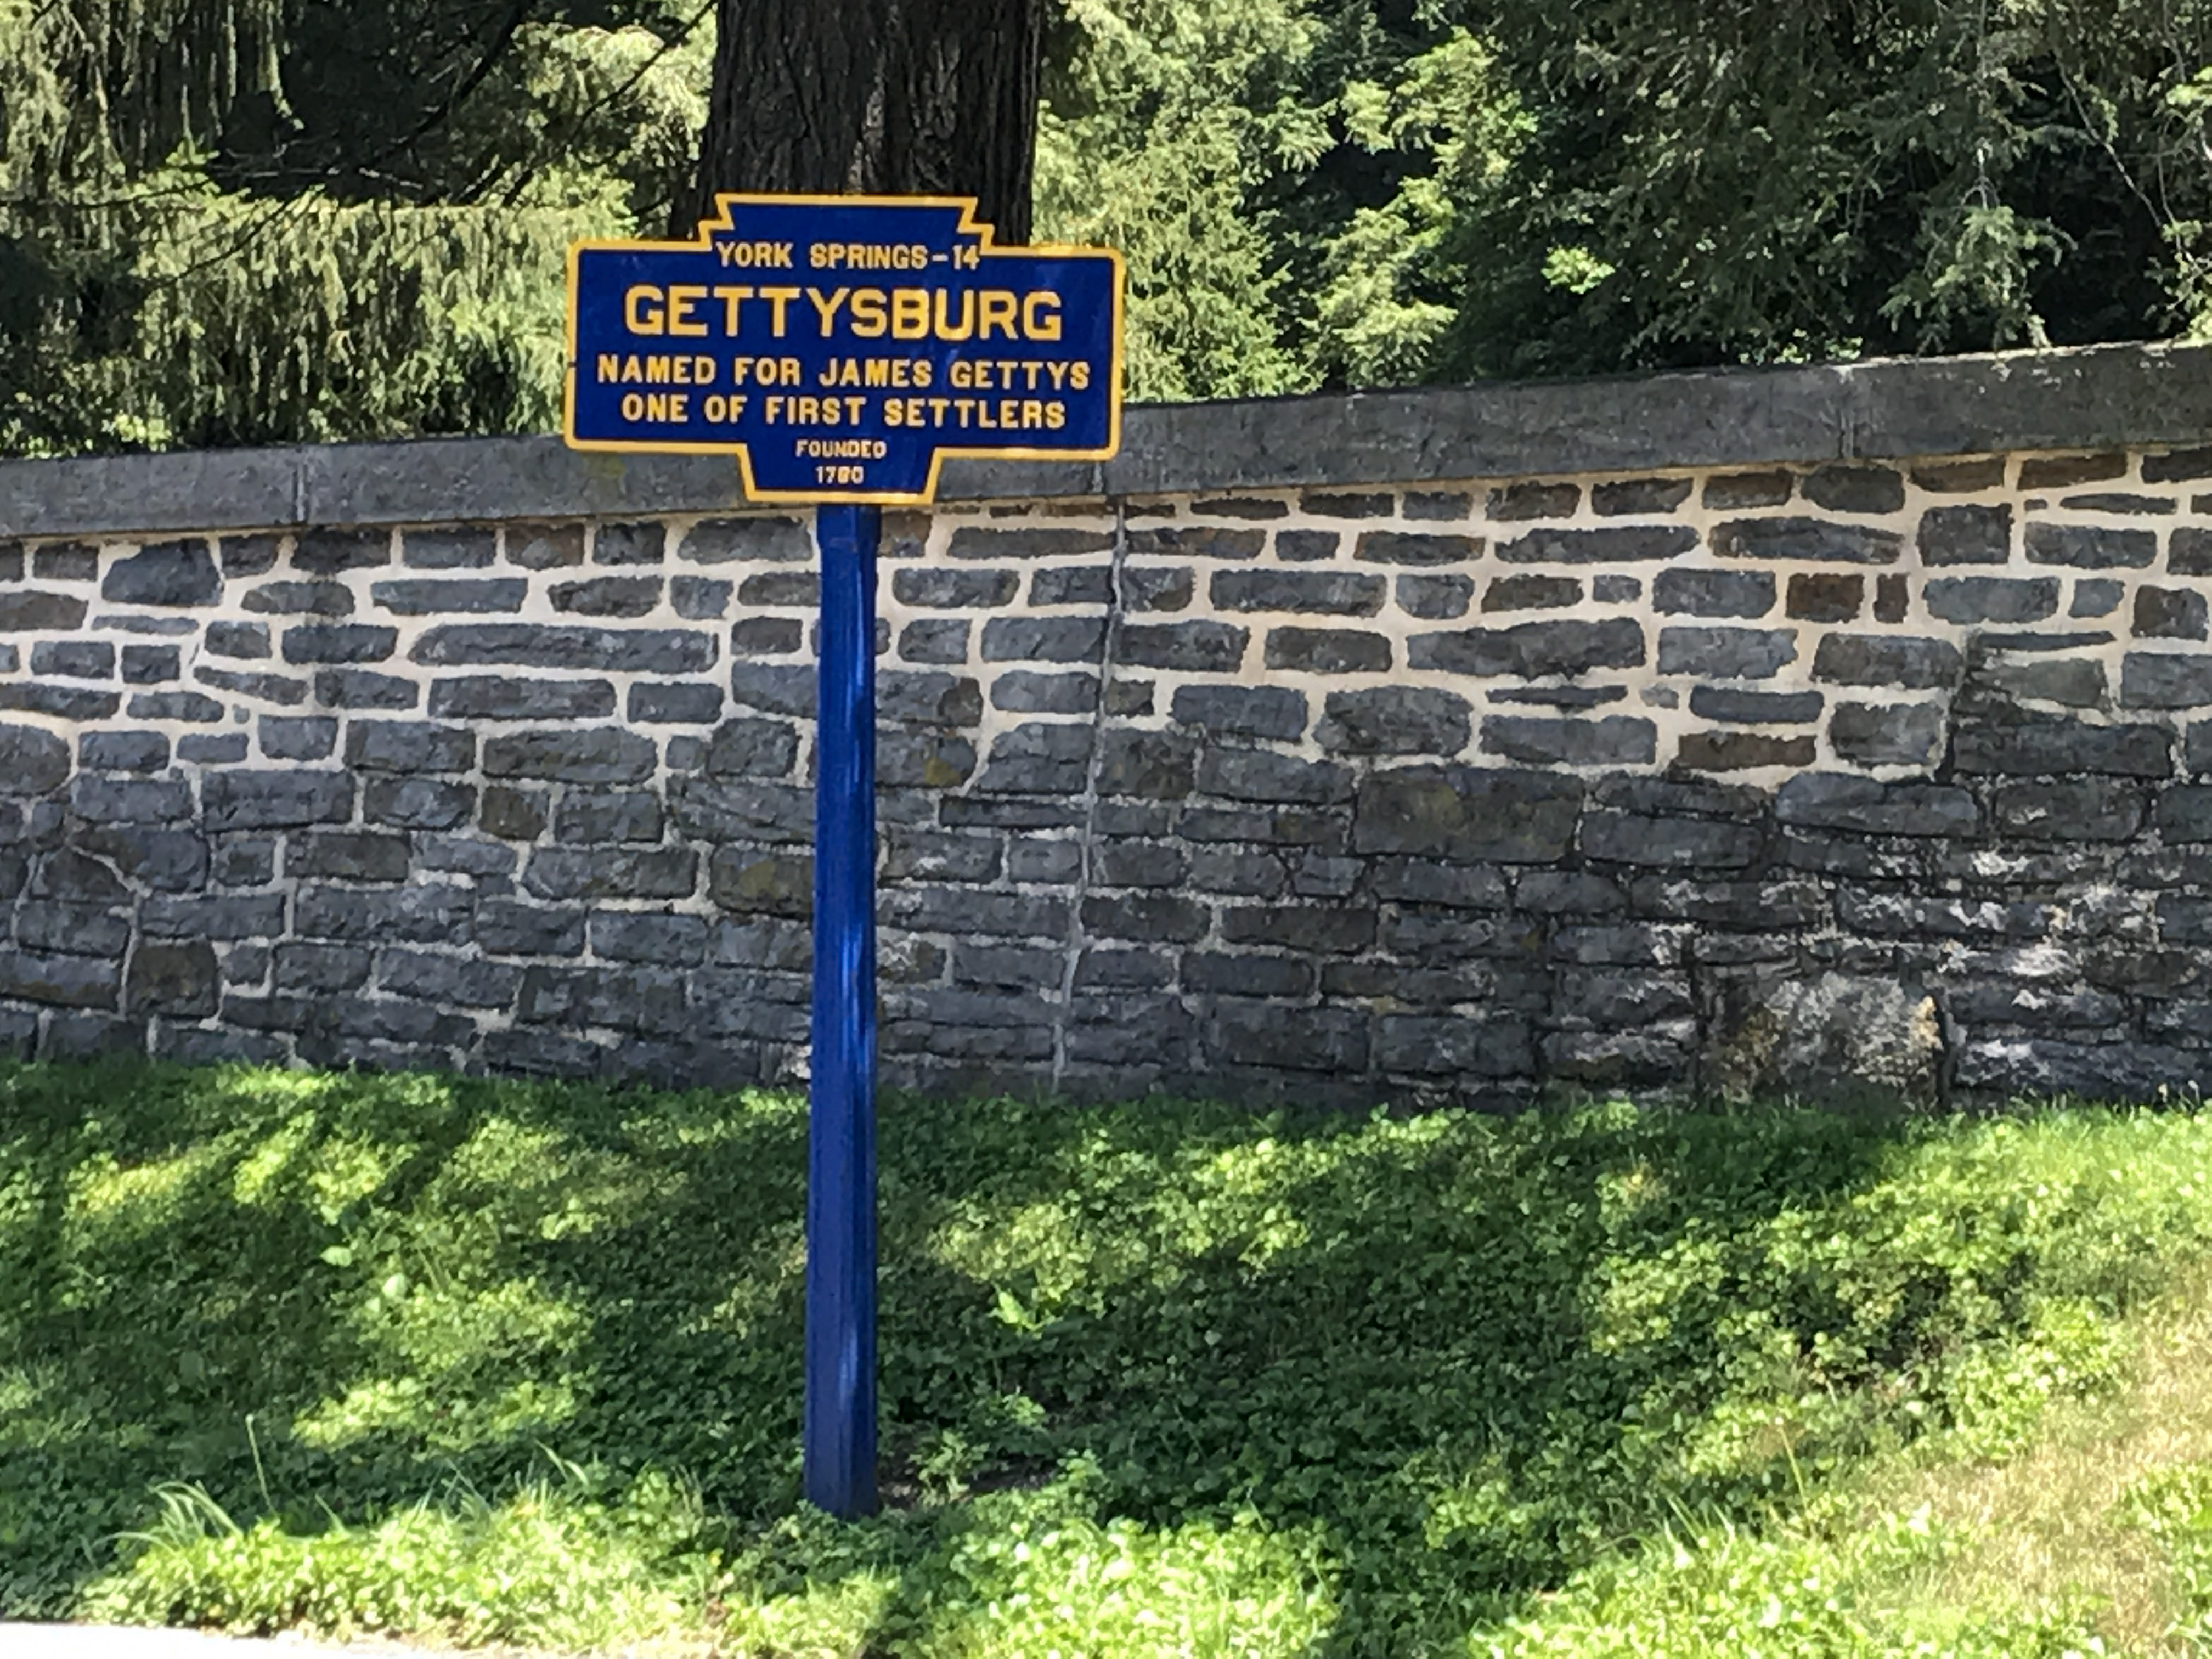 YORK SPRINGS-14
GETTYSBURG
NAMED FOR JAMES GETTYS
ONE OF FIRST SETTLERS
FOUNDED
1780